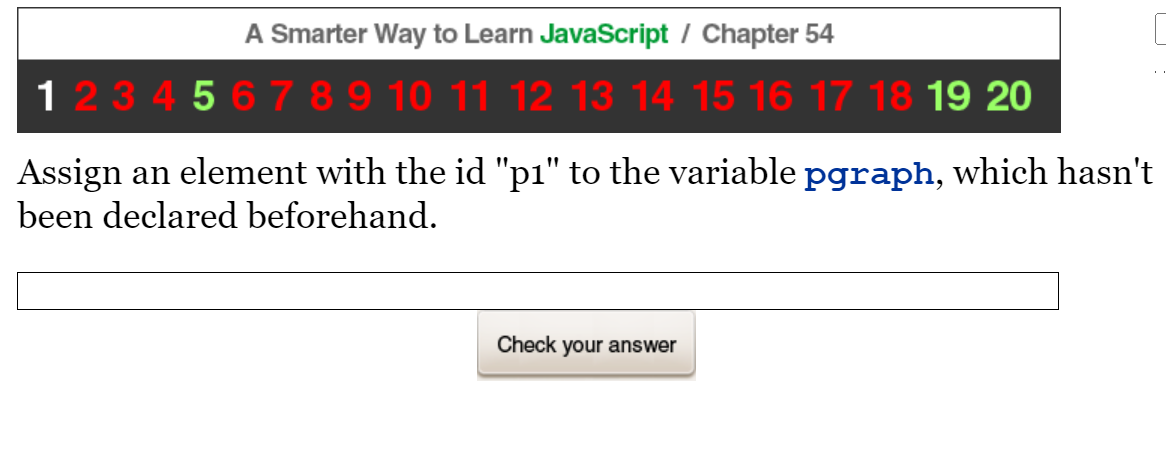 A Smarter Way to Learn JavaScript / Chapter 54
1 2 3 4 5 6 7 8 9 10 11 12 13 14 15 16 17 18 19 20
Assign an element with the id "p1" to the variable pgraph, which hasn't
been declared beforehand.
Check your answer